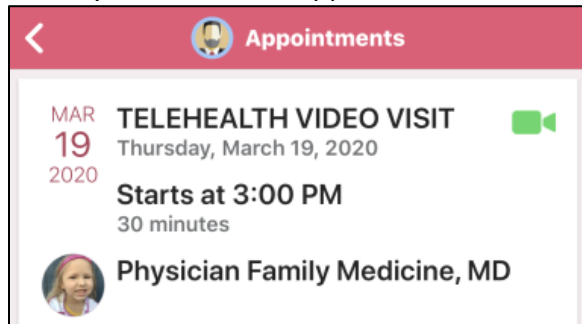 Appointments
MAR
19
2020
TELEHEALTH VIDEO VISIT
Thursday, March 19, 2020
Starts at 3:00 PM
30 minutes
Physician Family Medicine, MD